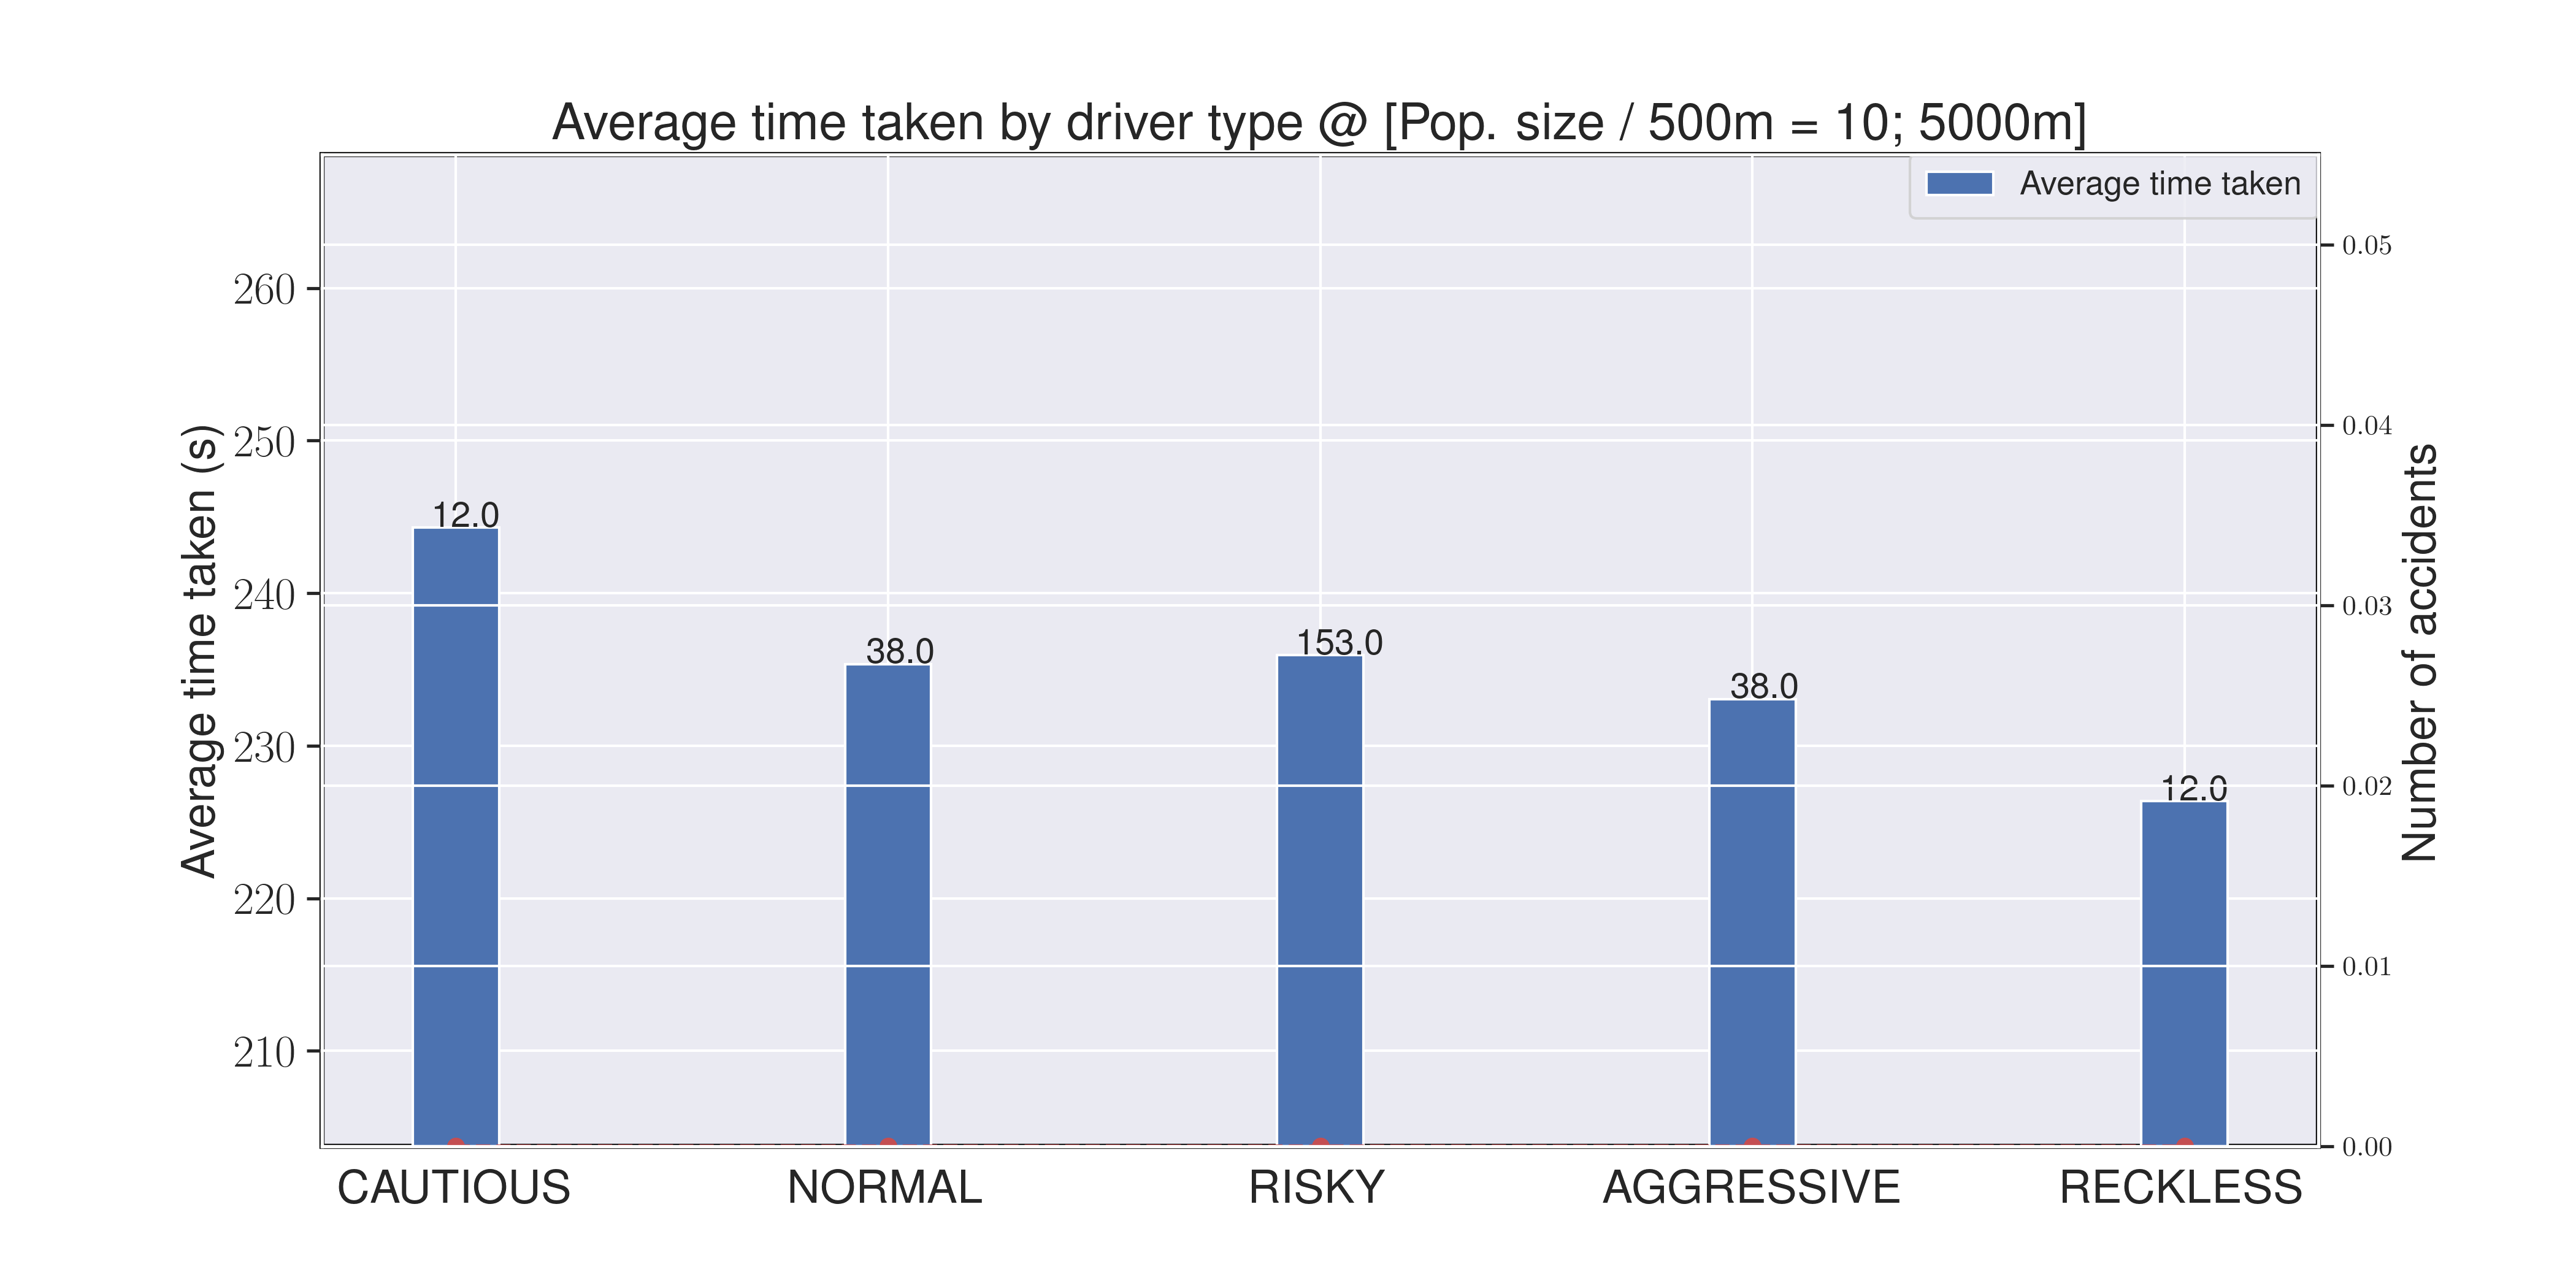 Average time taken by driver type @ [Pop. size / 500m = 10; 5000m]
Average time taken
Average time taken (s)
260
250
240
230
220
210
12.0
38.0
153.0
38.0
12.0
0.05
0.04
0.03
0.02
0.01
0.00
Number of accidents
CAUTIOUS
NORMAL
RISKY
AGGRESSIVE
RECKLESS